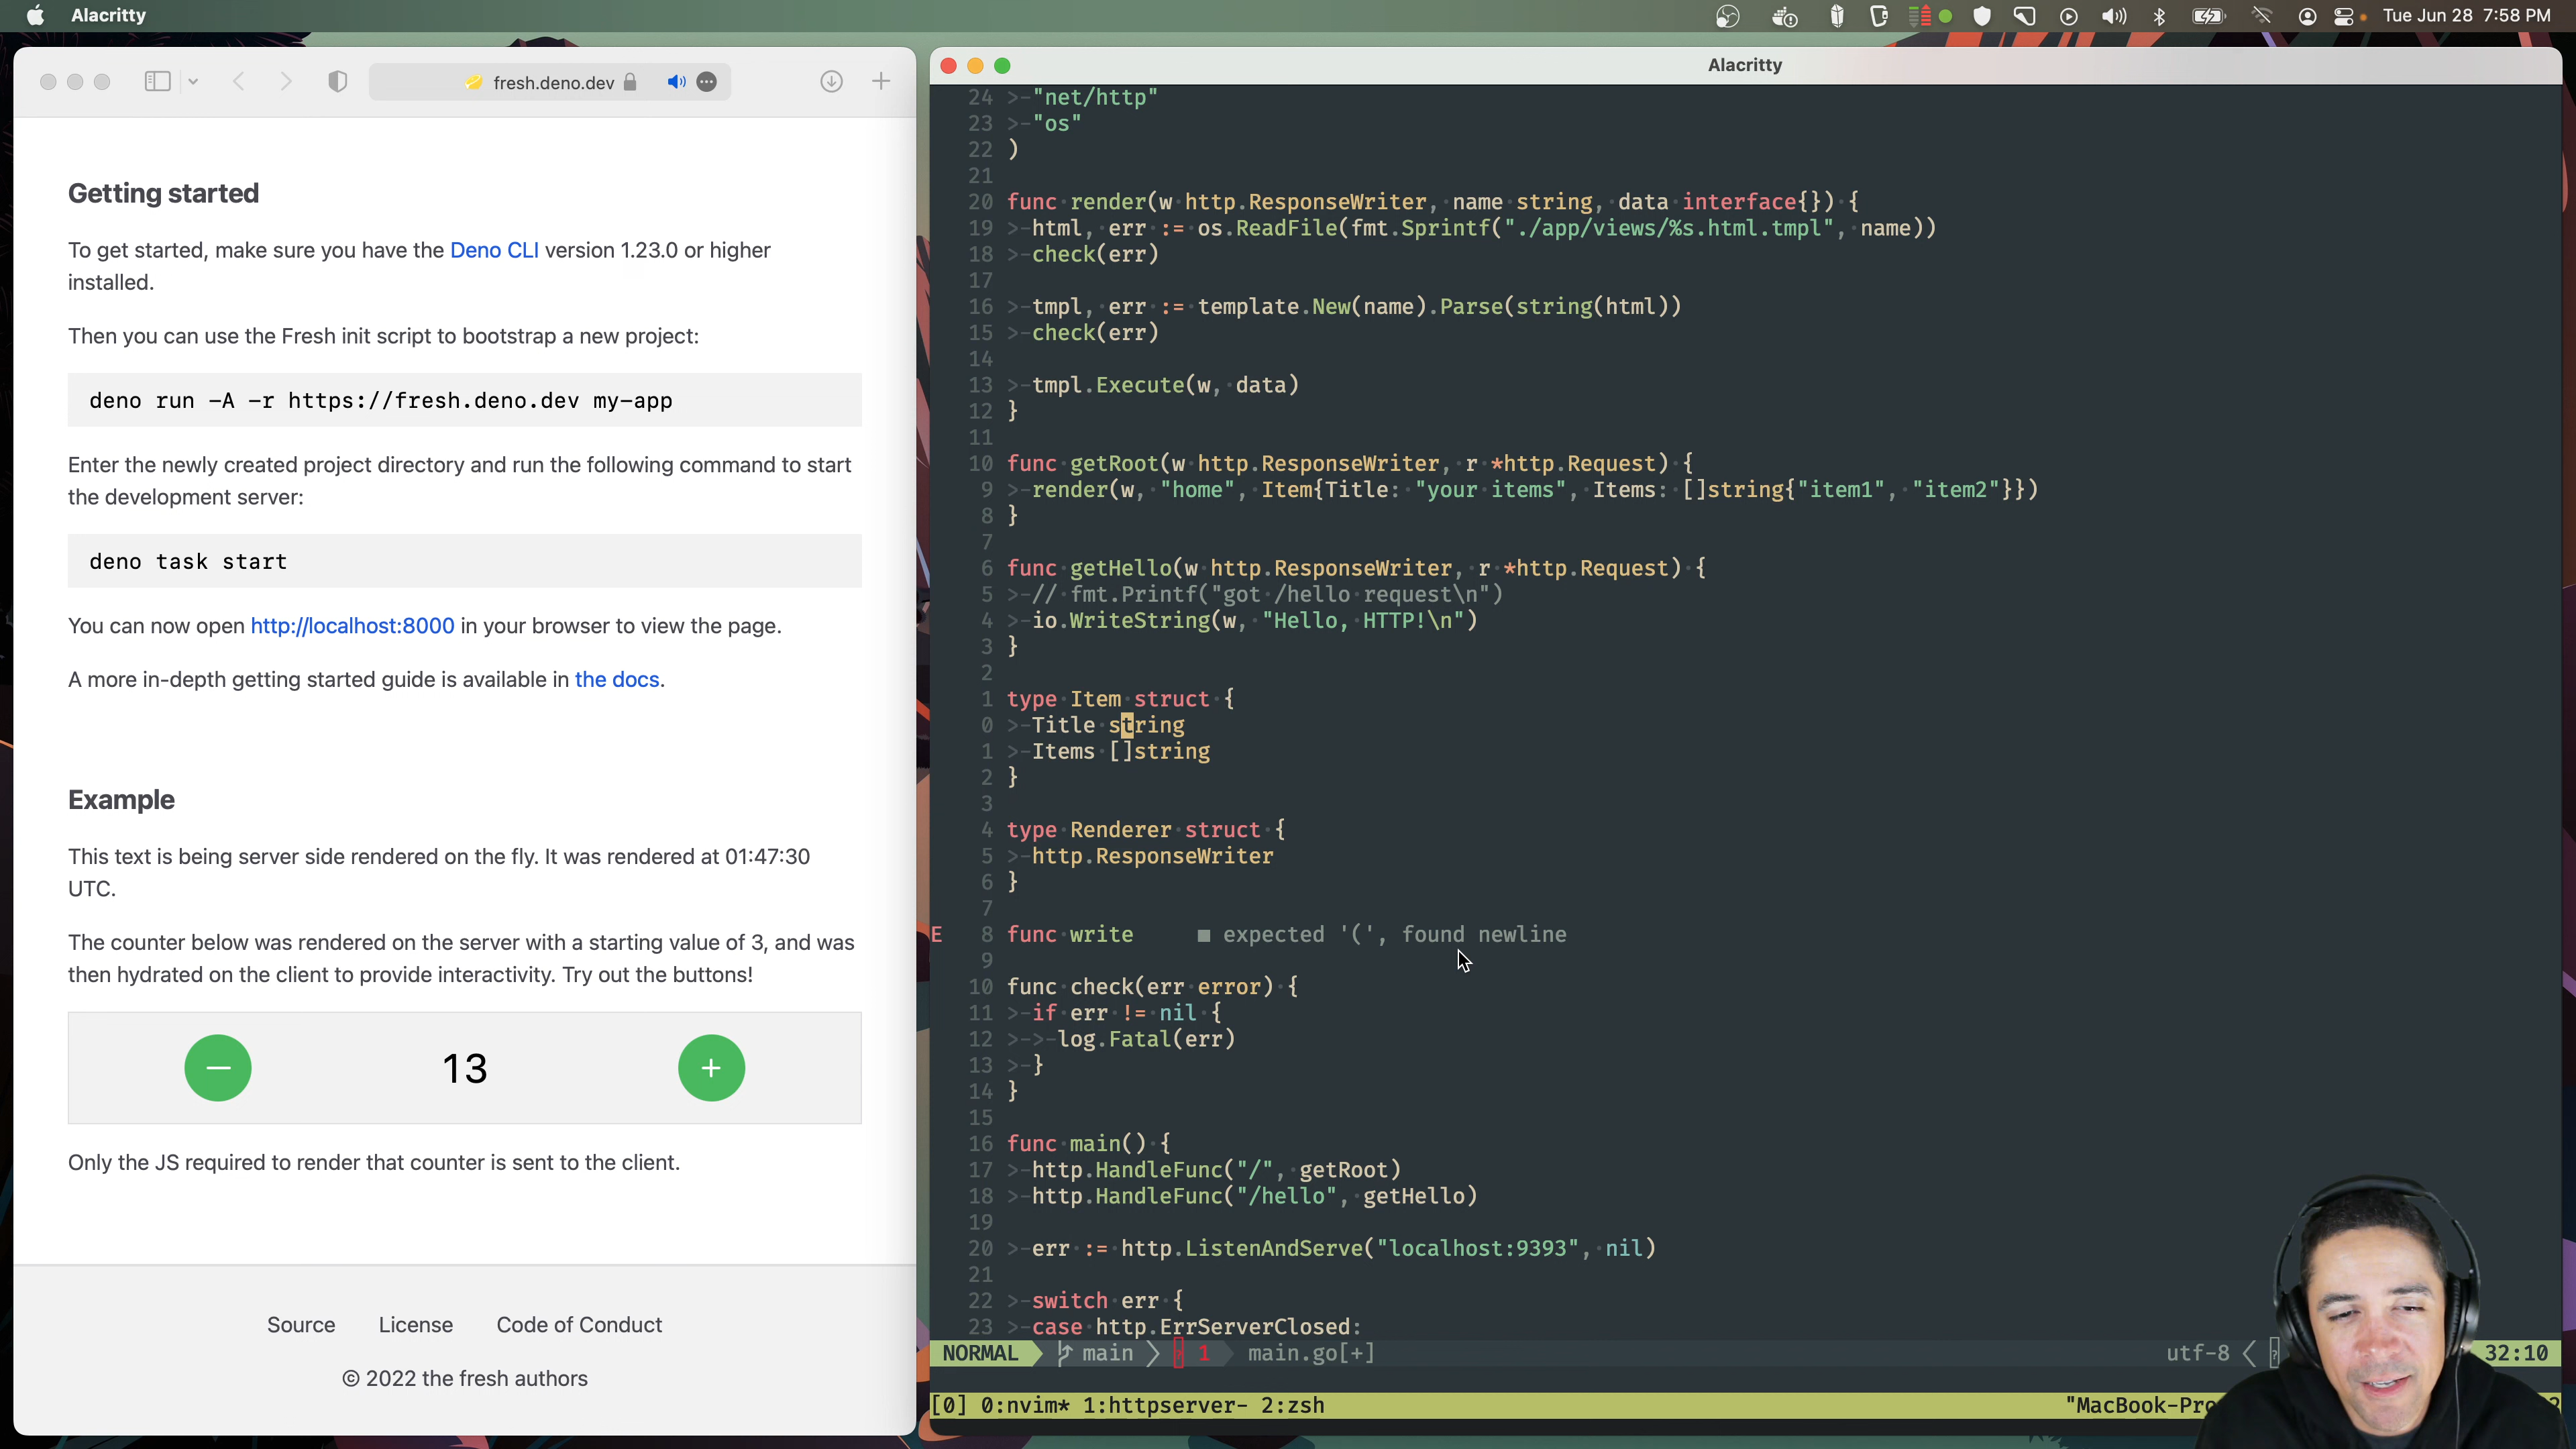 Alacritty
Tue Jun 28 7:58 PM
fresh.deno.dev
Getting started
To get started, make sure you have the Deno CLI version 1.23.0 or higher
installed.
Then you can use the Fresh init script to bootstrap a new project:
deno run -A -r https://fresh.deno.dev my-app
Enter the newly created project directory and run the following command to start
the development server:
deno task start
You can now open http://localhost:8000 in your browser to view the page.
A more in-depth getting started guide is available in the docs.
Example
This text is being server side rendered on the fly. It was rendered at 01:47:30
UTC.
The counter below was rendered on the server with a starting value of 3, and was
then hydrated on the client to provide interactivity. Try out the buttons!
− 13 +
Only the JS required to render that counter is sent to the client.
Source License Code of Conduct
© 2022 the fresh authors
Alacritty
24 >-"net/http"
23 >-"os"
22 )
21
20 func·render(w·http.ResponseWriter,·name·string,·data·interface{})·{
19 >-html,·err·:=·os.ReadFile(fmt.Sprintf("./app/views/%s.html.tmpl",·name))
18 >-check(err)
17
16 >-tmpl,·err·:=·template.New(name).Parse(string(html))
15 >-check(err)
14
13 >-tmpl.Execute(w,·data)
12 }
11
10 func·getRoot(w·http.ResponseWriter,·r·*http.Request)·{
9 >-render(w,·"home",·Item{Title:·"your·items",·Items:·[]string{"item1",·"item2"}})
8 }
7
6 func·getHello(w·http.ResponseWriter,·r·*http.Request)·{
5 >-//·fmt.Printf("got·/hello·request\n")
4 >-io.WriteString(w,·"Hello,·HTTP!\n")
3 }
2
1 type·Item·struct·{
0 >-Title·string
1 >-Items·[]string
2 }
3
4 type·Renderer·struct·{
5 >-http.ResponseWriter
6 }
7
E 8 func·write ■ expected '(', found newline
9
10 func·check(err·error)·{
11 >-if·err·!=·nil·{
12 >->-log.Fatal(err)
13 >-}
14 }
15
16 func·main()·{
17 >-http.HandleFunc("/",·getRoot)
18 >-http.HandleFunc("/hello",·getHello)
19
20 >-err·:=·http.ListenAndServe("localhost:9393",·nil)
21
22 >-switch·err·{
23 >-case·http.ErrServerClosed:
NORMAL main 1 main.go[+] utf-8 32:10
[0] 0:nvim* 1:httpserver- 2:zsh "MacBook-Pro